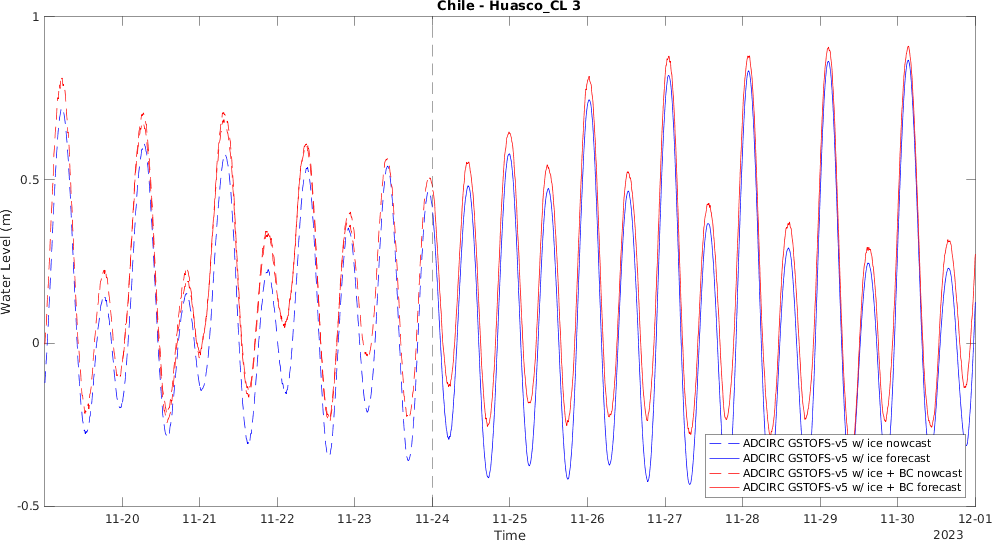 Chile - Huasco_CL 3
Water Level (m)
1
0.5
0
-0.5
ADCIRC GSTOFS-v5 w/ ice nowcast
ADCIRC GSTOFS-v5 w/ ice forecast
ADCIRC GSTOFS-v5 w/ ice + BC nowcast
ADCIRC GSTOFS-v5 w/ ice + BC forecast
11-20 11-21 11-22 11-23 11-24 11-25 11-26 11-27 11-28 11-29 11-30 12-01
Time
2023